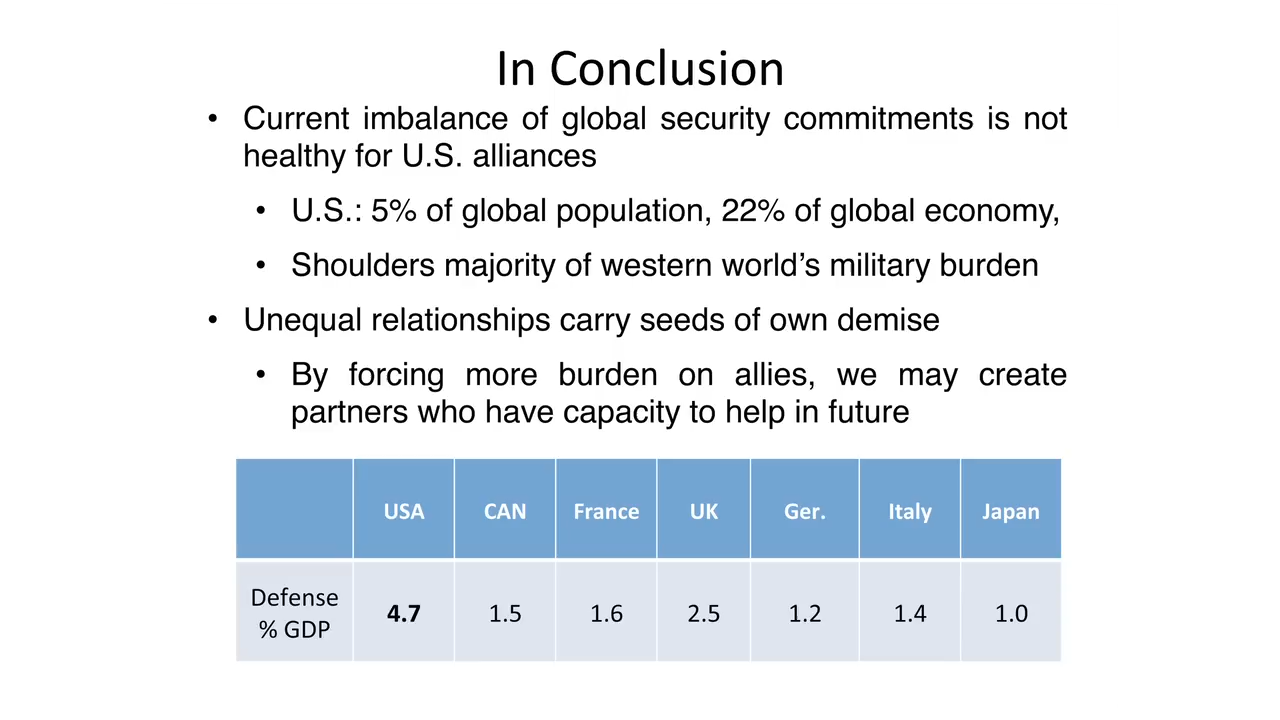 In Conclusion
• Current imbalance of global security commitments is not
healthy for U.S. alliances
• U.S.: 5% of global population, 22% of global economy,
• Shoulders majority of western world’s military burden
• Unequal relationships carry seeds of own demise
• By forcing more burden on allies, we may create
partners who have capacity to help in future
USA CAN France UK Ger. Italy Japan
Defense
% GDP 4.7 1.5 1.6 2.5 1.2 1.4 1.0